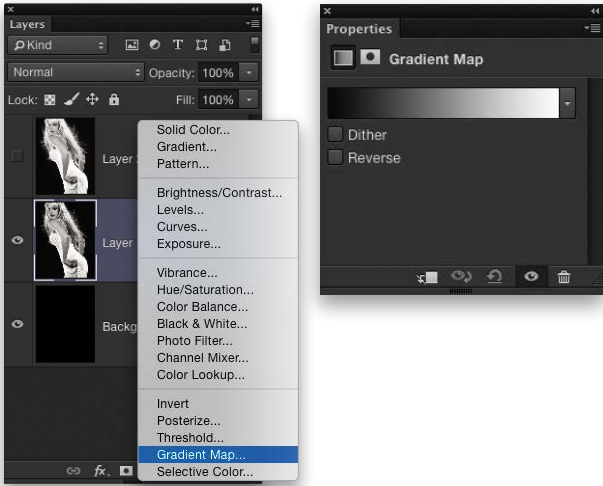 Layers
Kind
Normal
Opacity: 100%
Lock:
Fill: 100%
Layer
Layer
Backg
Solid Color...
Gradient...
Pattern...
Brightness/Contrast...
Levels...
Curves...
Exposure...
Vibrance...
Hue/Saturation...
Color Balance...
Black & White...
Photo Filter...
Channel Mixer...
Color Lookup...
Invert
Posterize...
Threshold...
Gradient Map...
Selective Color...
fx.
Properties
Gradient Map
Dither
Reverse